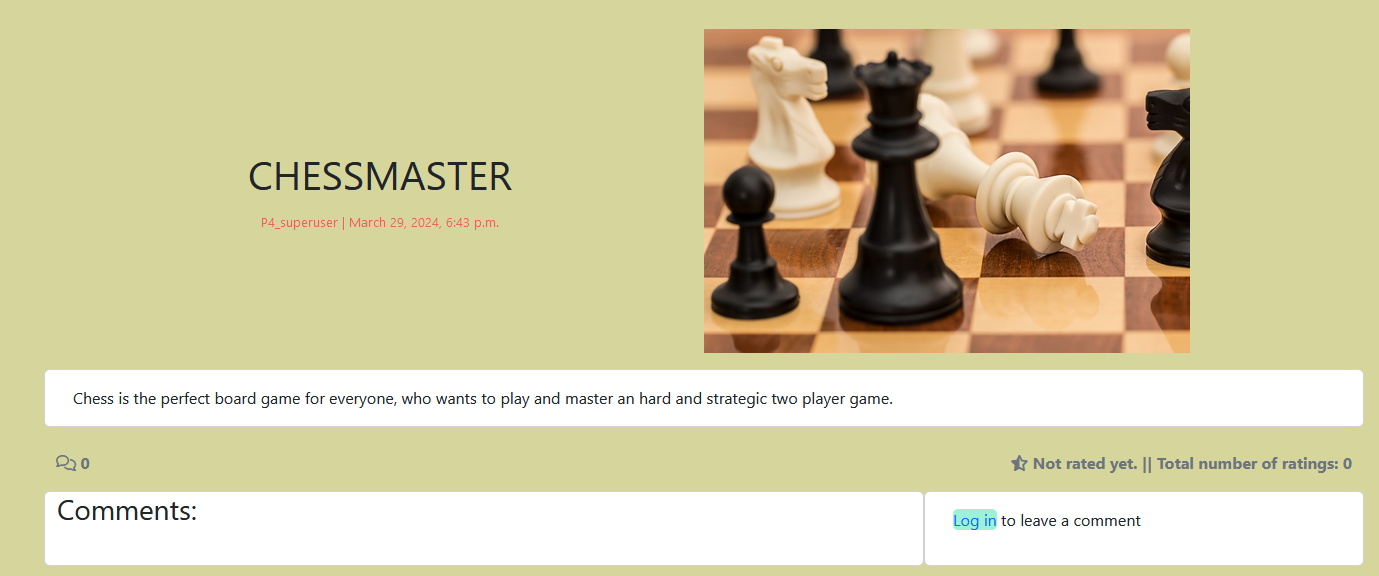 CHESSMASTER
P4_superuser | March 29, 2024, 6:43 p.m.
Chess is the perfect board game for everyone, who wants to play and master an hard and strategic two player game.
0
Not rated yet. || Total number of ratings: 0
Comments:
Log in to leave a comment